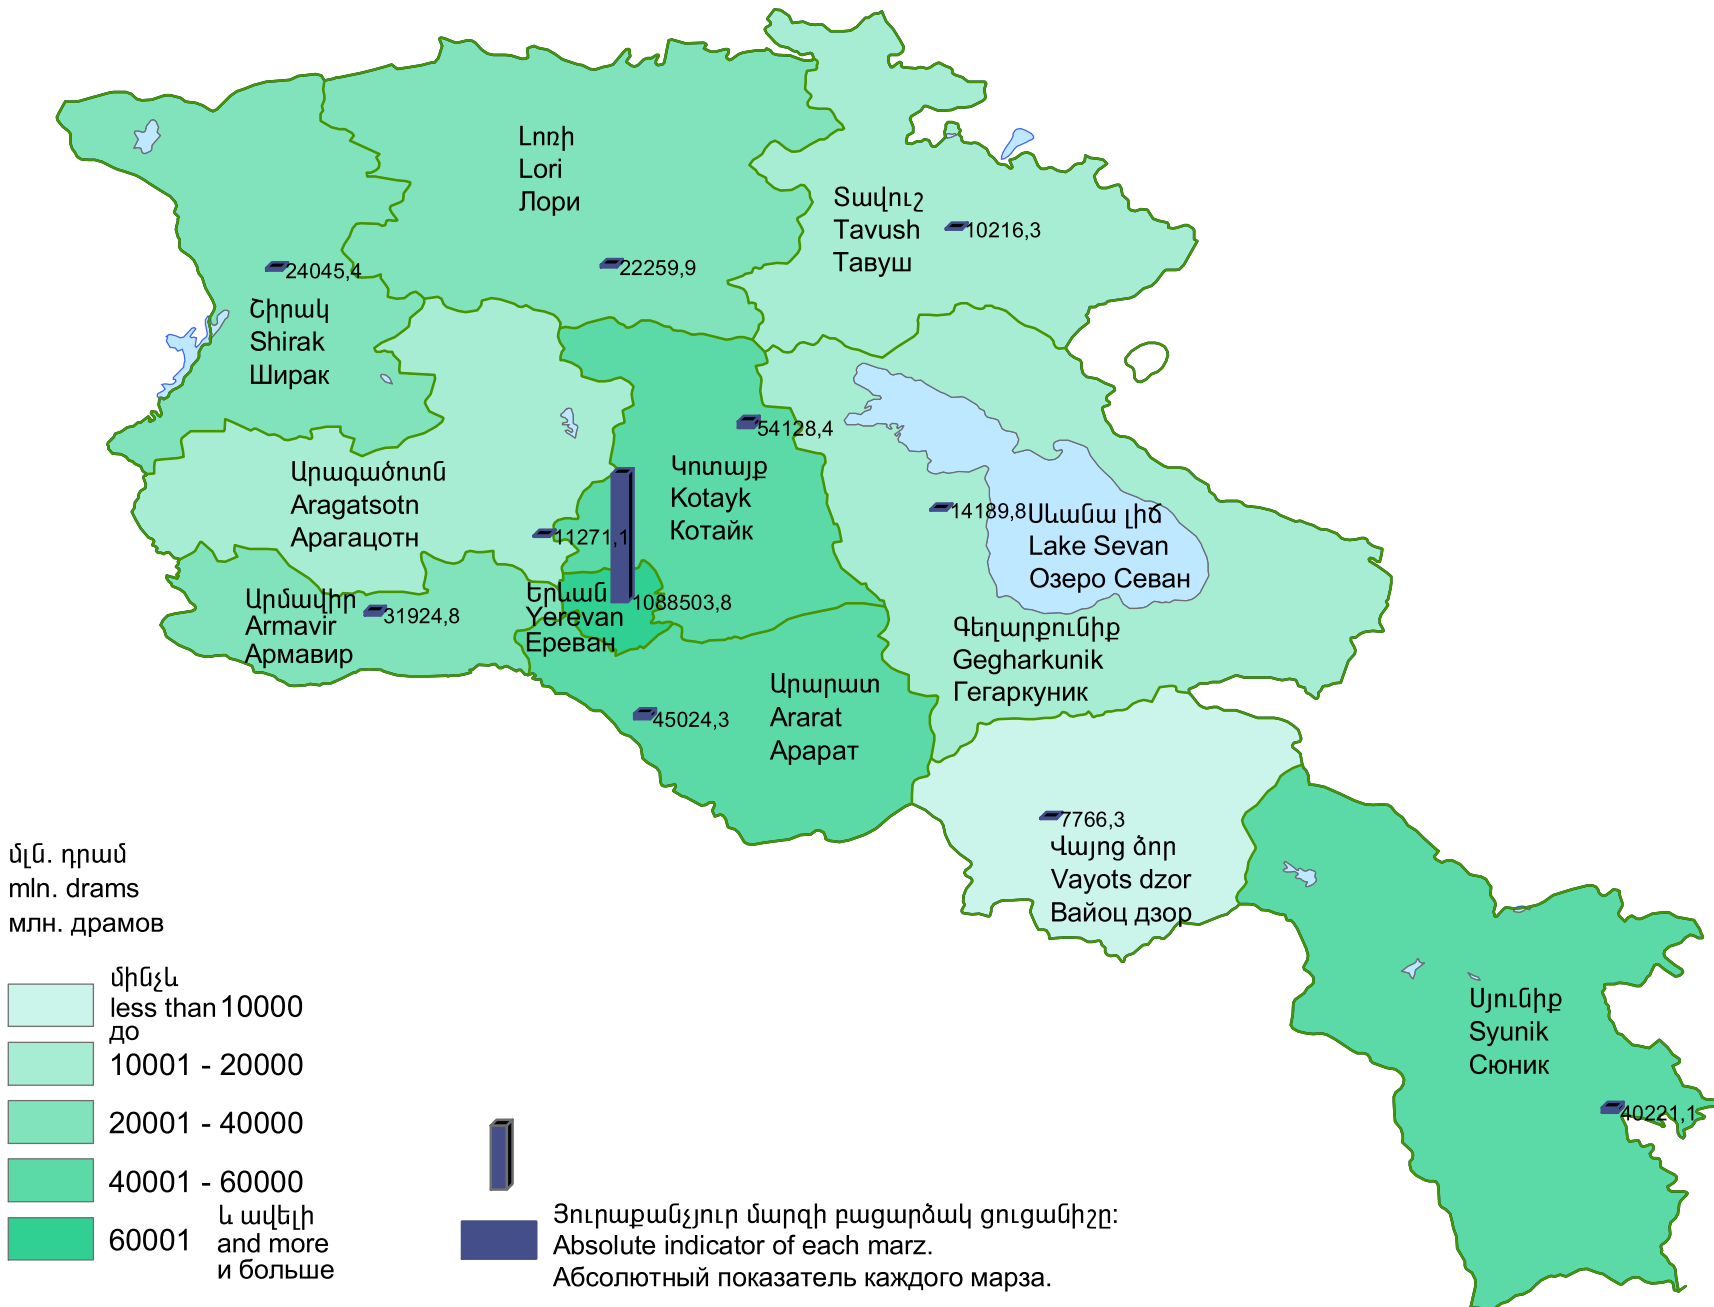 Լոռի
Lori
Лори
22259,9
Տավուշ
Tavush
Тавуш
10216,3
24045,4
Շիրակ
Shirak
Ширак
54128,4
Կոտայք
Kotayk
Котайк
Արագածոտն
Aragatsotn
Арагацотн
11271,1
14189,8
Սևանա լիճ
Lake Sevan
Озеро Севан
Արմավիր
Armavir
Армавир
31924,8
Երևան
Yerevan
Ереван
1088503,8
Գեղարքունիք
Gegharkunik
Гегаркуник
Արարատ
Ararat
Арарат
45024,3
7766,3
Վայոց ձոր
Vayots dzor
Вайоц дзор
Սյունիք
Syunik
Сюник
40221,1
մլն. դրամ
mln. drams
млн. драмов
մինչև
less than 10000
до
10001 - 20000
20001 - 40000
40001 - 60000
60001
և ավելի
and more
и больше
Յուրաքանչյուր մարզի բացարձակ ցուցանիշը:
Absolute indicator of each marz.
Абсолютный показатель каждого марза.